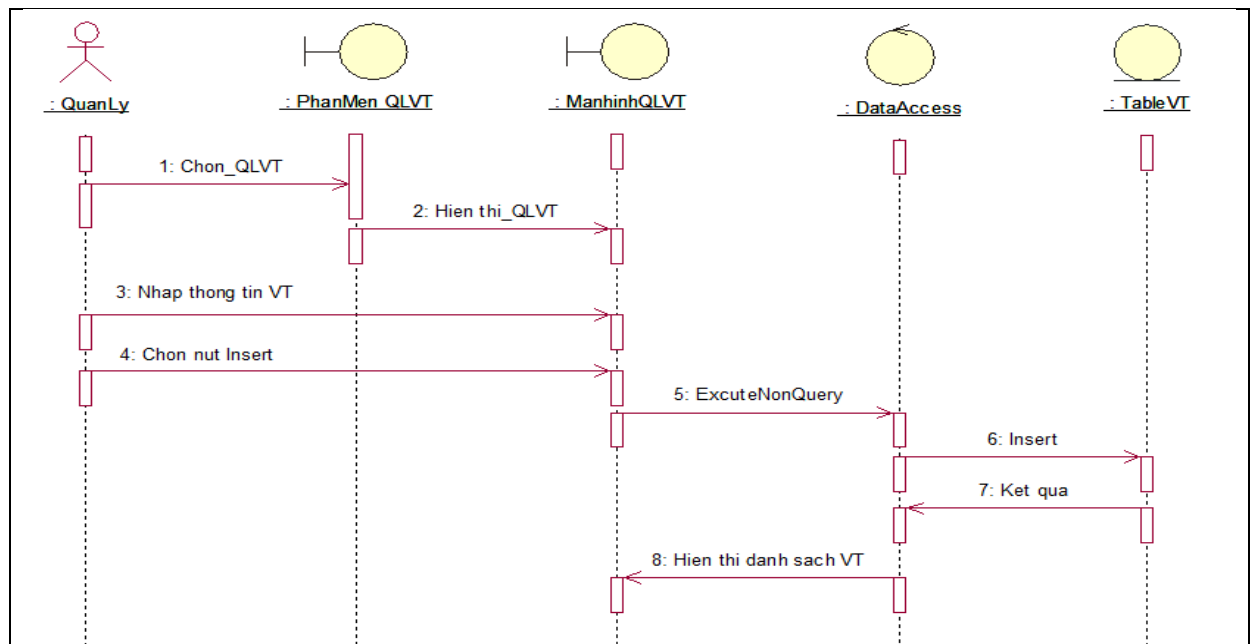 : QuanLy
: PhanMen QLVT
: ManhinhQLVT
: DataAccess
: TableVT
1: Chon_QLVT
2: Hien thi_QLVT
3: Nhap thong tin VT
4: Chon nut Insert
5: ExcuteNonQuery
6: Insert
7: Ket qua
8: Hien thi danh sach VT